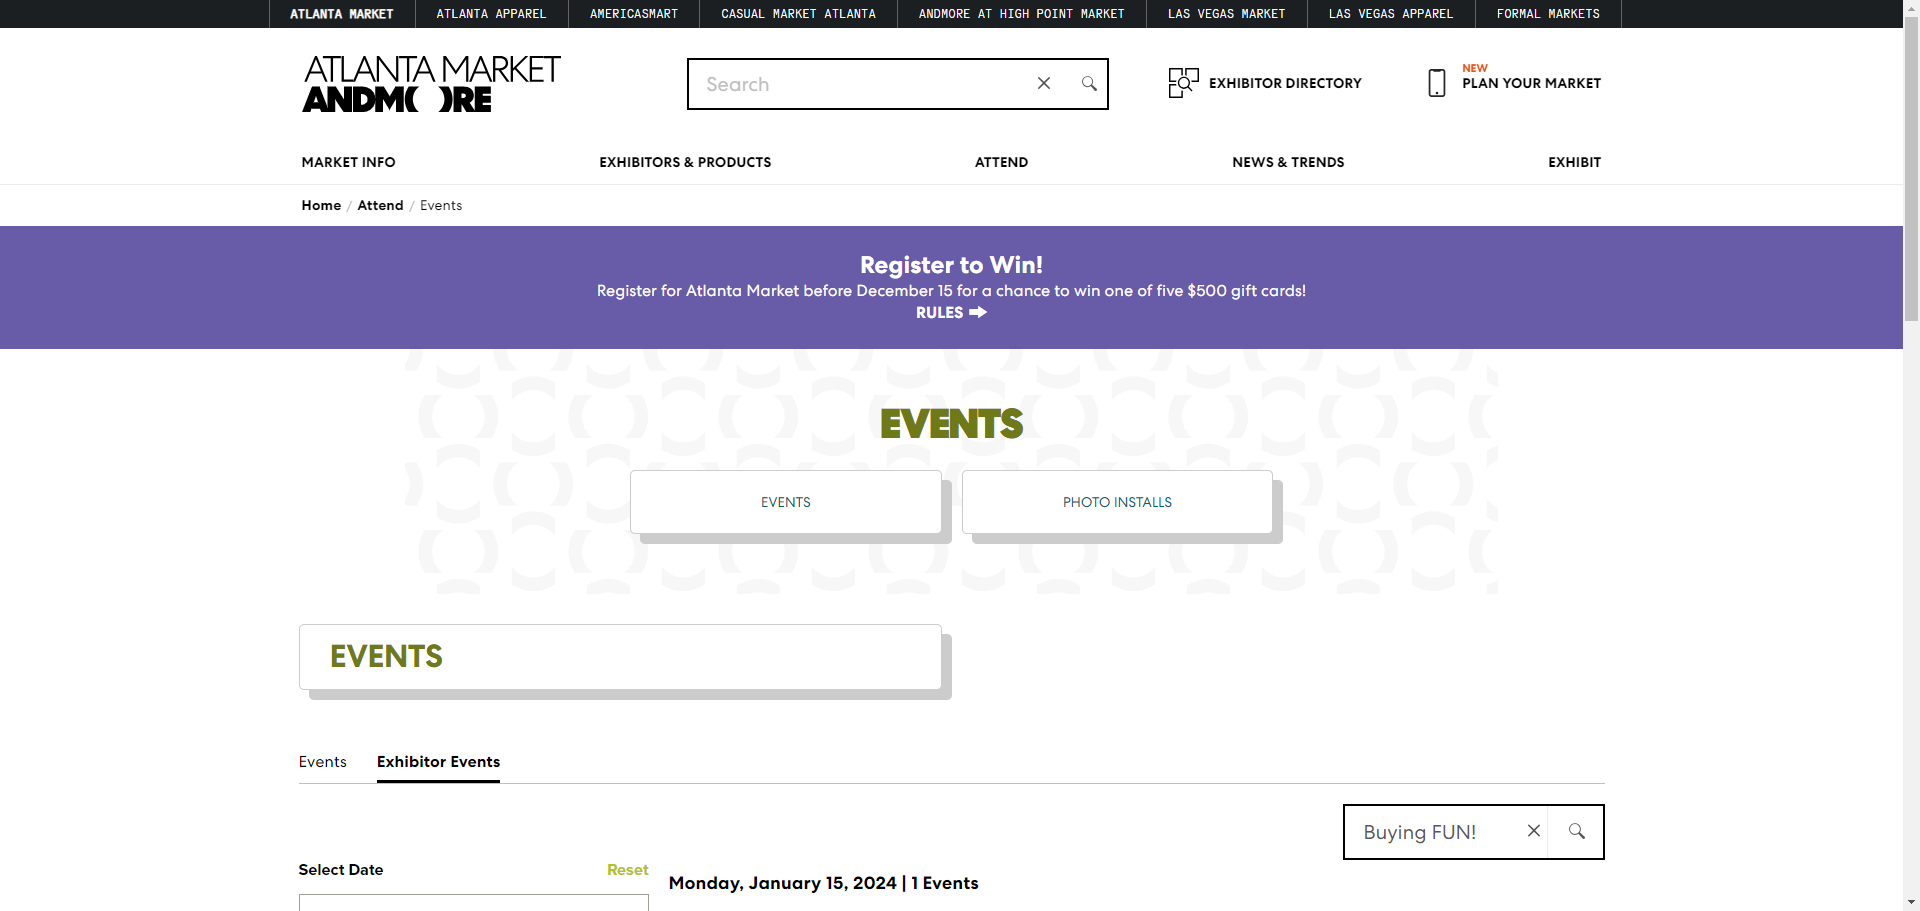 ATLANTA MARKET
ATLANTA APPAREL
AMERICASMART
CASUAL MARKET ATLANTA
ANDMORE AT HIGH POINT MARKET
LAS VEGAS MARKET
LAS VEGAS APPAREL
FORMAL MARKETS
ATLANTA MARKET
ANDM( )RE
Search
EXHIBITOR DIRECTORY
NEW
PLAN YOUR MARKET
MARKET INFO
EXHIBITORS & PRODUCTS
ATTEND
NEWS & TRENDS
EXHIBIT
Home / Attend / Events
Register to Win!
Register for Atlanta Market before December 15 for a chance to win one of five $500 gift cards!
RULES
EVENTS
EVENTS
PHOTO INSTALLS
EVENTS
Events
Exhibitor Events
Buying FUN!
Select Date
Reset
Monday, January 15, 2024 | 1 Events